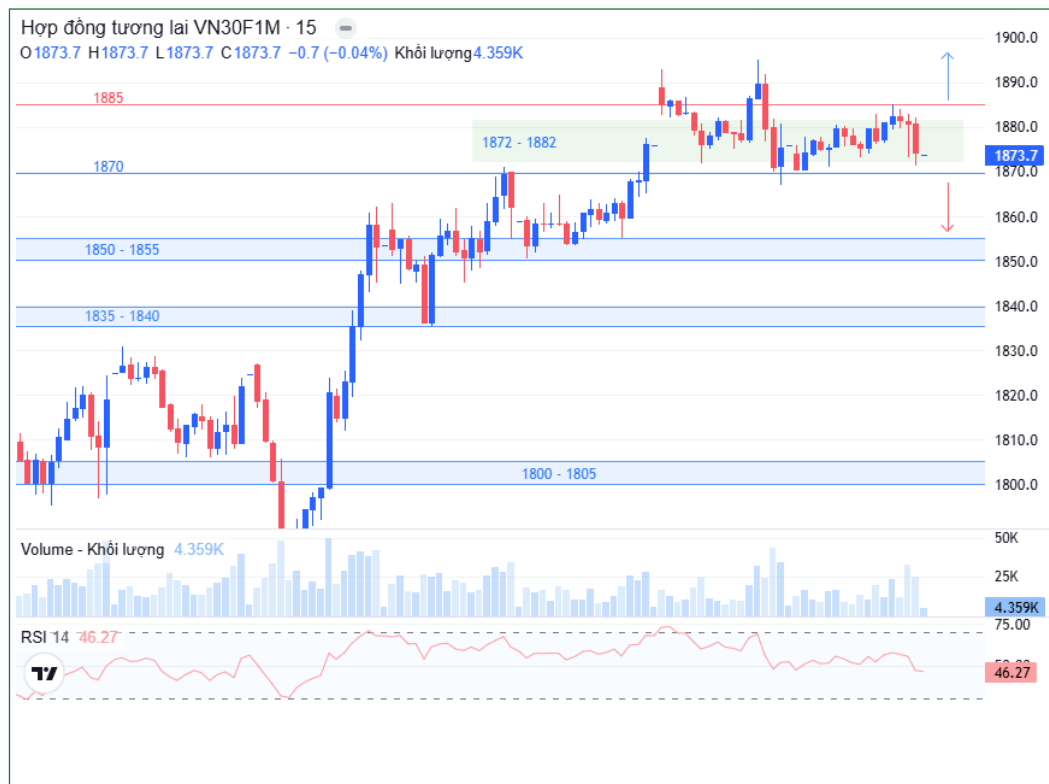 Hợp đồng tương lai VN30F1M · 15
O1873.7 H1873.7 L1873.7 C1873.7 −0.7 (−0.04%) Khối lượng4.359K
1900.0
1890.0
1885
1880.0
1872 - 1882
1873.7
1870
1870.0
1860.0
1850 - 1855
1850.0
1840.0
1835 - 1840
1830.0
1820.0
1810.0
1800 - 1805
1800.0
Volume - Khối lượng 4.359K
50K
25K
4.359K
RSI 14 46.27
75.00
46.27